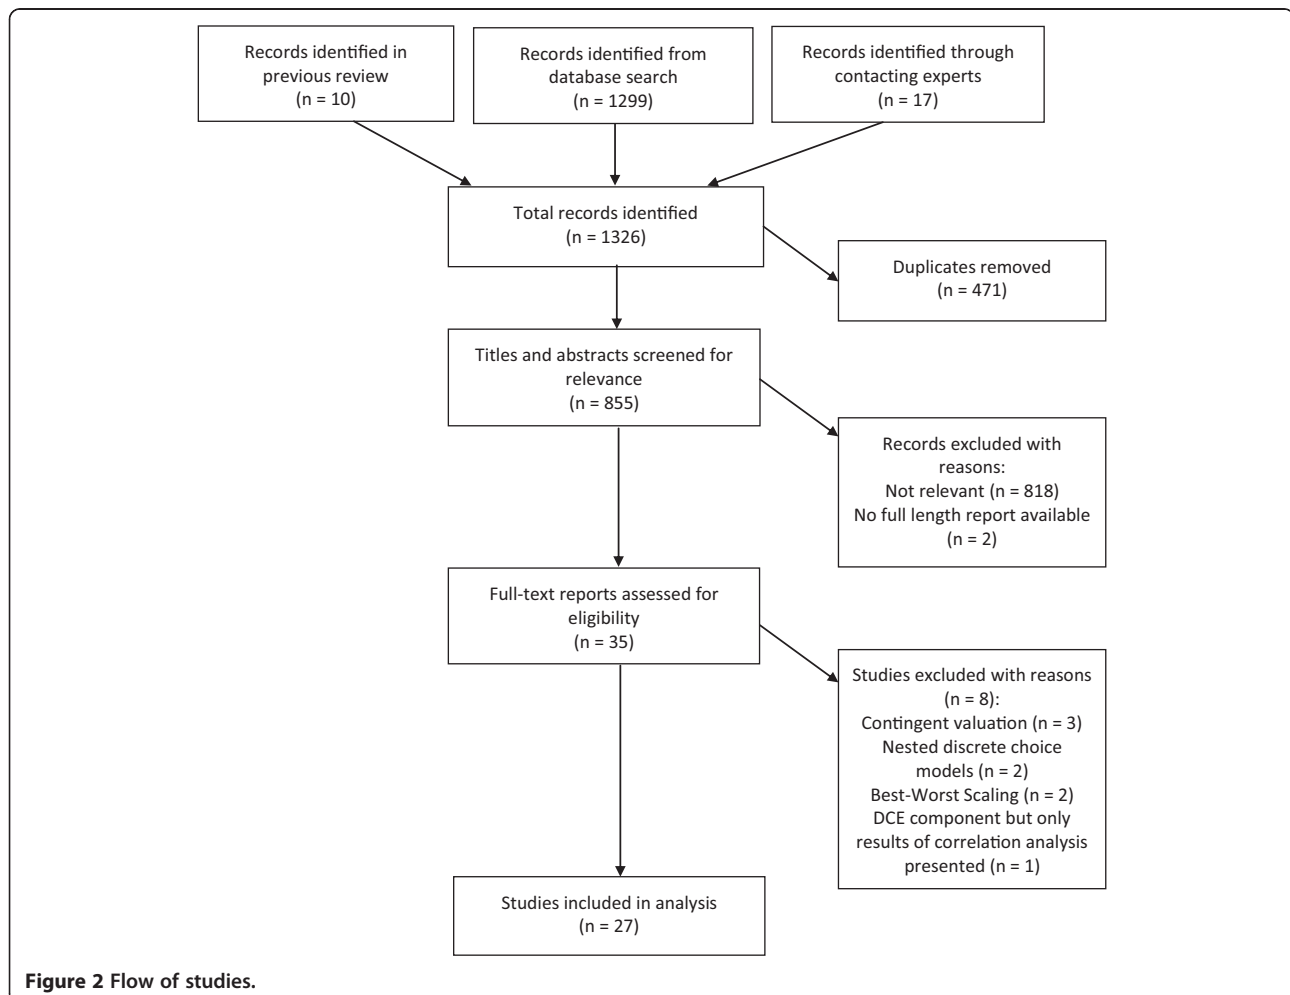 Records identified in
previous review
(n = 10)
Records identified from
database search
(n = 1299)
Records identified through
contacting experts
(n = 17)
Total records identified
(n = 1326)
Duplicates removed
(n = 471)
Titles and abstracts screened for
relevance
(n = 855)
Records excluded with
reasons:
Not relevant (n = 818)
No full length report available
(n = 2)
Full-text reports assessed for
eligibility
(n = 35)
Studies excluded with reasons
(n = 8):
Contingent valuation (n = 3)
Nested discrete choice
models (n = 2)
Best-Worst Scaling (n = 2)
DCE component but only
results of correlation analysis
presented (n = 1)
Studies included in analysis
(n = 27)
Figure 2 Flow of studies.